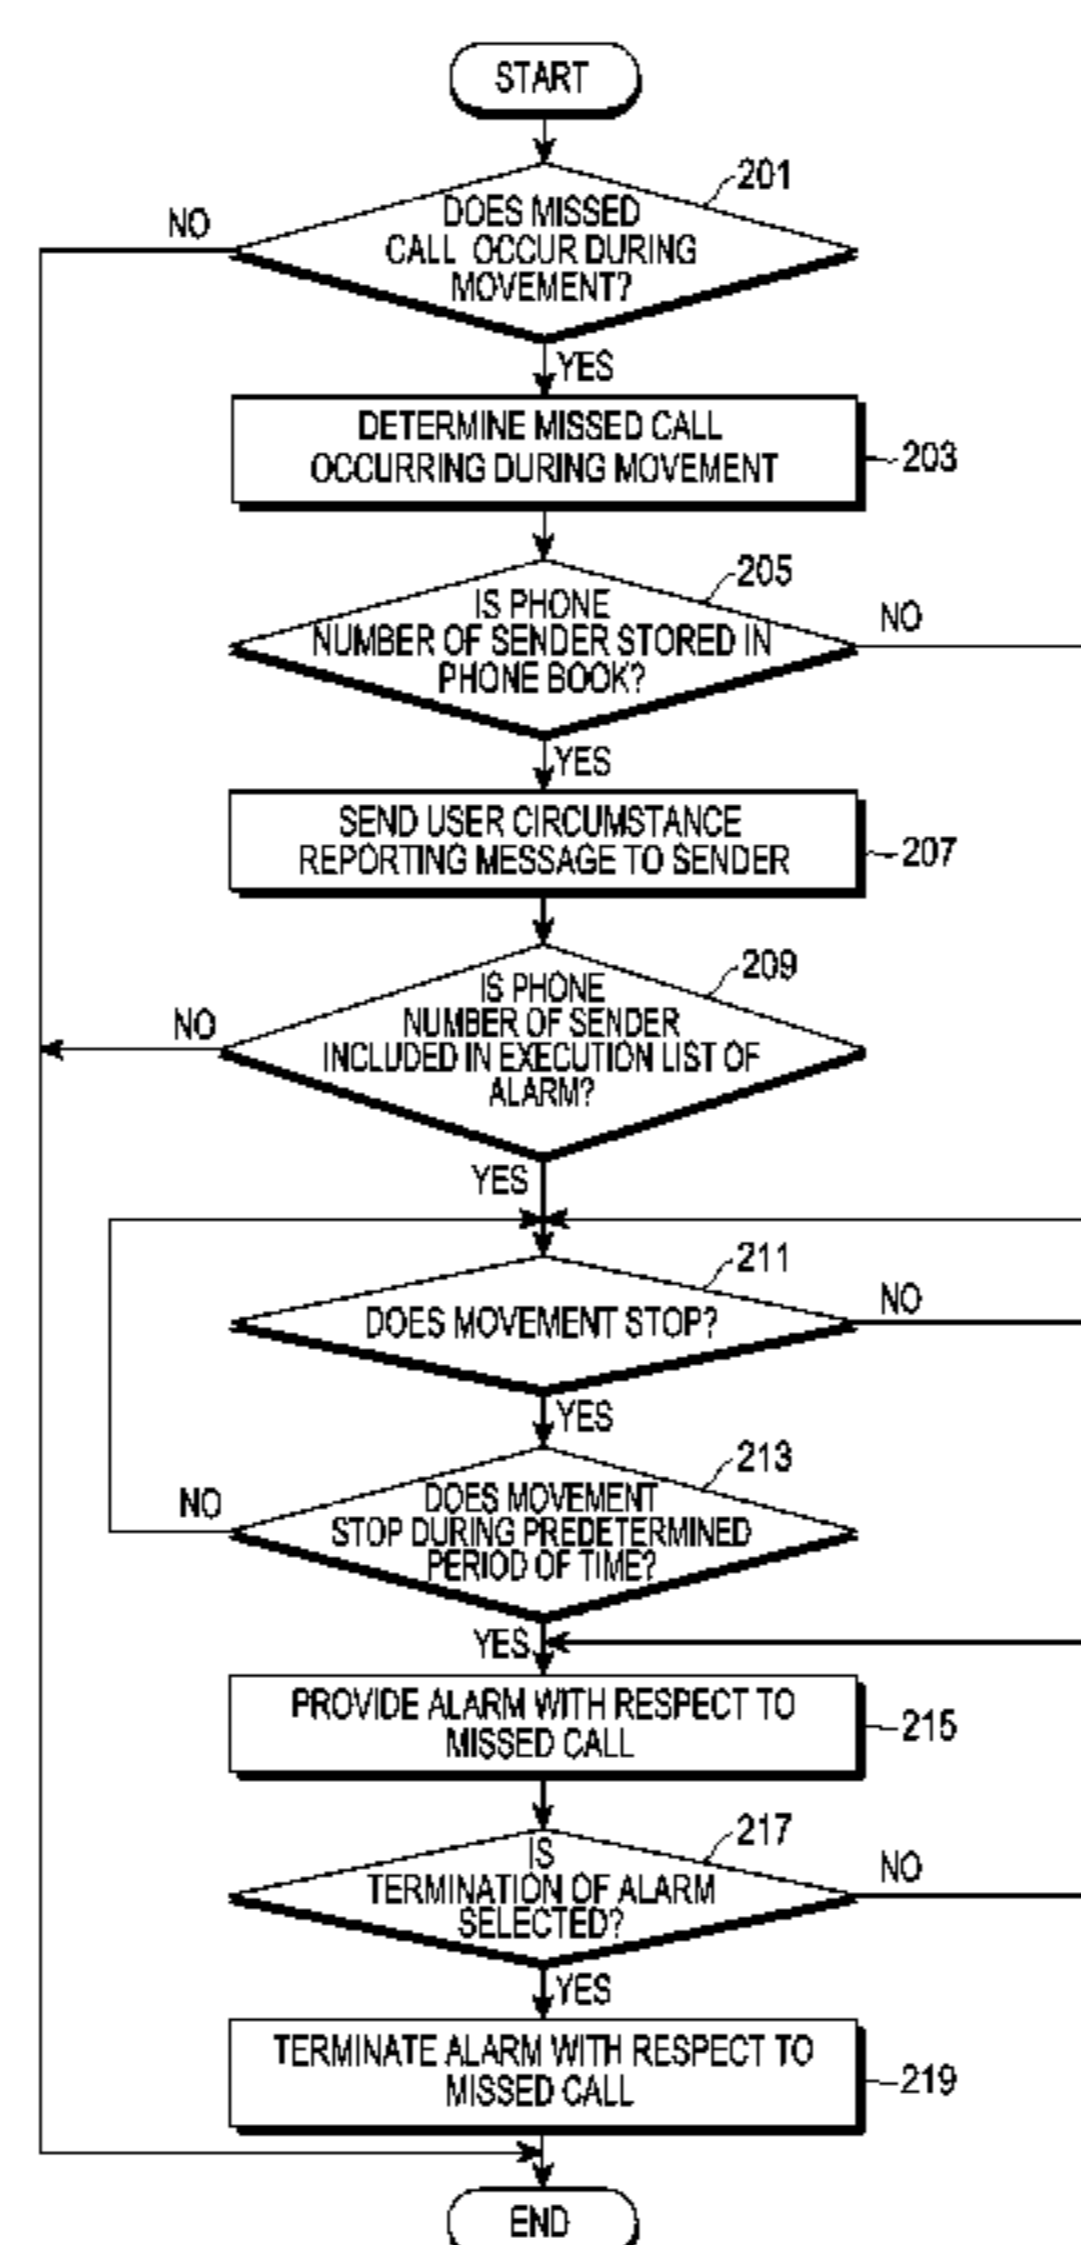 START
201
DOES MISSED
CALL OCCUR DURING
MOVEMENT?
NO
YES
DETERMINE MISSED CALL
OCCURRING DURING MOVEMENT
203
205
IS PHONE
NUMBER OF SENDER STORED IN
PHONE BOOK?
NO
YES
SEND USER CIRCUMSTANCE
REPORTING MESSAGE TO SENDER
207
209
IS PHONE
NUMBER OF SENDER
INCLUDED IN EXECUTION LIST OF
ALARM?
NO
YES
211
DOES MOVEMENT STOP?
NO
YES
213
DOES MOVEMENT
STOP DURING PREDETERMINED
PERIOD OF TIME?
NO
YES
PROVIDE ALARM WITH RESPECT TO
MISSED CALL
215
217
IS
TERMINATION OF ALARM
SELECTED?
NO
YES
TERMINATE ALARM WITH RESPECT TO
MISSED CALL
219
END